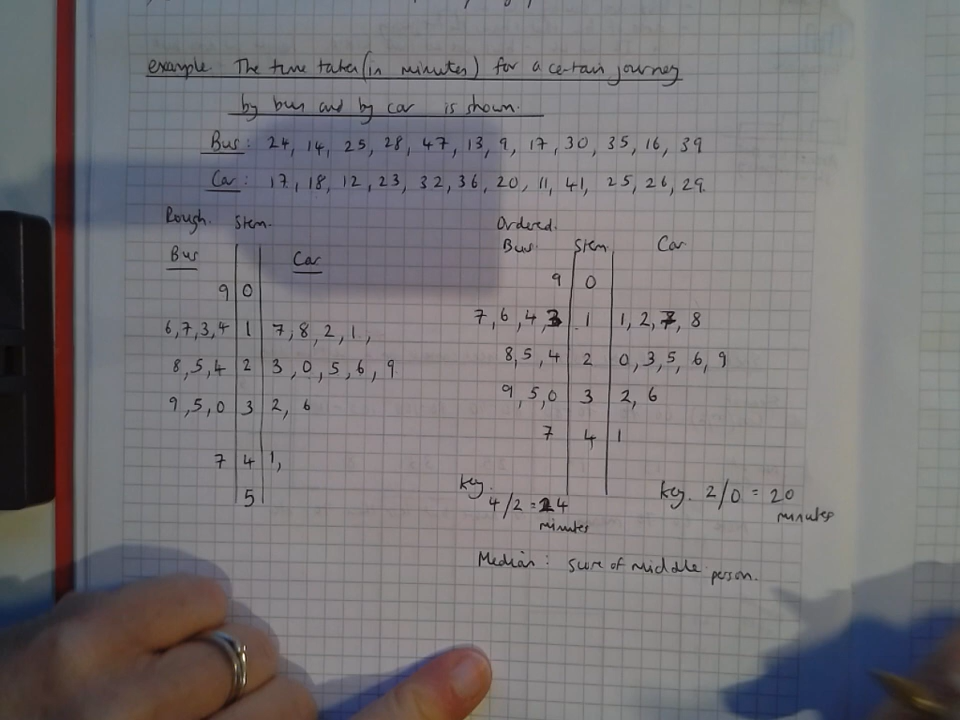 example. The time taken (in minutes) for a certain journey
by bus and by car is shown.
Bus: 24, 14, 25, 28, 47, 13, 9, 17, 30, 35, 16, 39
Car: 17, 18, 12, 23, 32, 36, 20, 11, 41, 25, 26, 29.
Rough. Stem.
Bus Car
9 0
6,7,3,4 1 7,8,2,1,
8,5,4 2 3,0,5,6,9
9,5,0 3 2,6
7 4 1,
5
Ordered.
Bus. Stem Car
9 0
7,6,4,3 1 1,2,7,8
8,5,4 2 0,3,5,6,9
9,5,0 3 2,6
7 4 1
Key. 4/2 = 24 minutes
Key. 2/0 = 20 minutes
Median: of middle person.